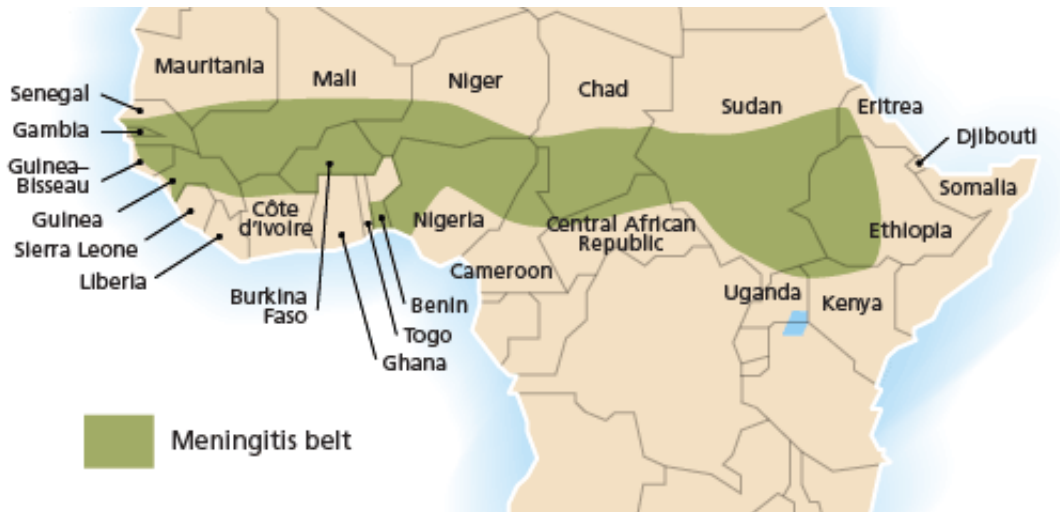 Mauritania
Mali
Niger
Chad
Sudan
Eritrea
Djibouti
Somalia
Ethiopia
Senegal
Gambia
Guinea–
Bissau
Guinea
Sierra Leone
Liberia
Côte
d'Ivoire
Burkina
Faso
Ghana
Togo
Benin
Nigeria
Cameroon
Central African
Republic
Uganda
Kenya
Meningitis belt